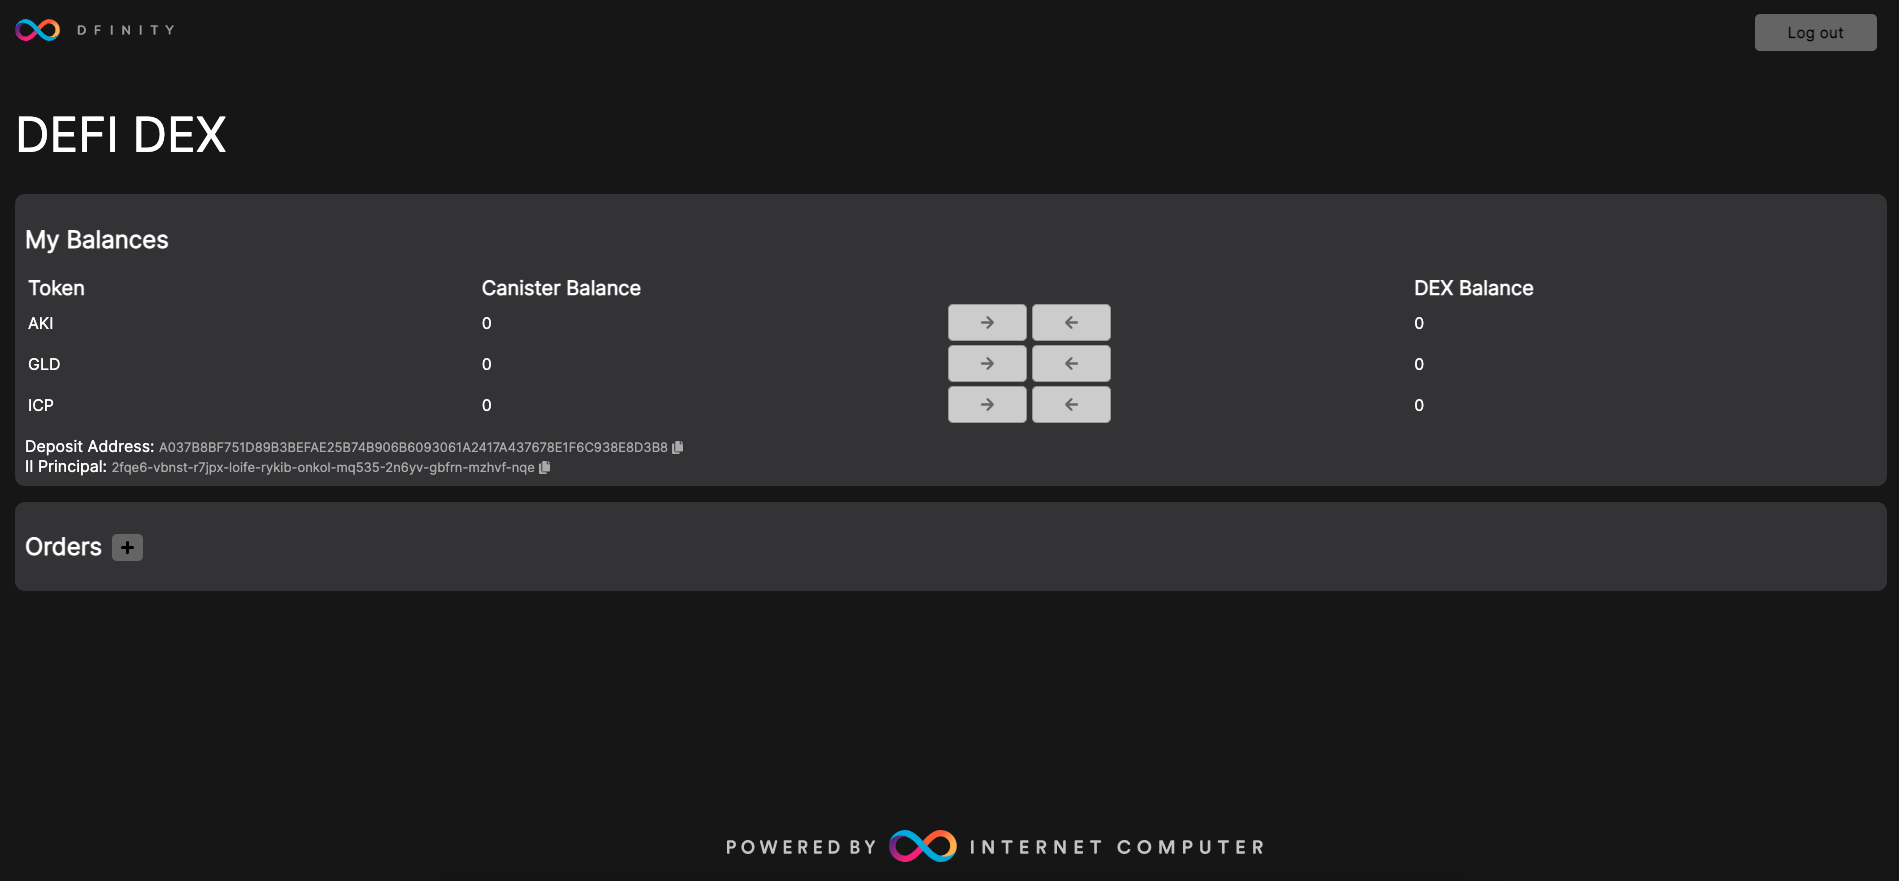 DFINITY
Log out
DEFI DEX
My Balances
Token Canister Balance DEX Balance
AKI 0 → ← 0
GLD 0 → ← 0
ICP 0 → ← 0
Deposit Address: A037B8BF751D89B3BEFAE25B74B906B6093061A2417A437678E1F6C938E8D3B8
II Principal: 2fqe6-vbnst-r7jpx-loife-rykib-onkol-mq535-2n6yv-gbfrn-mzhvf-nqe
Orders +
POWERED BY INTERNET COMPUTER